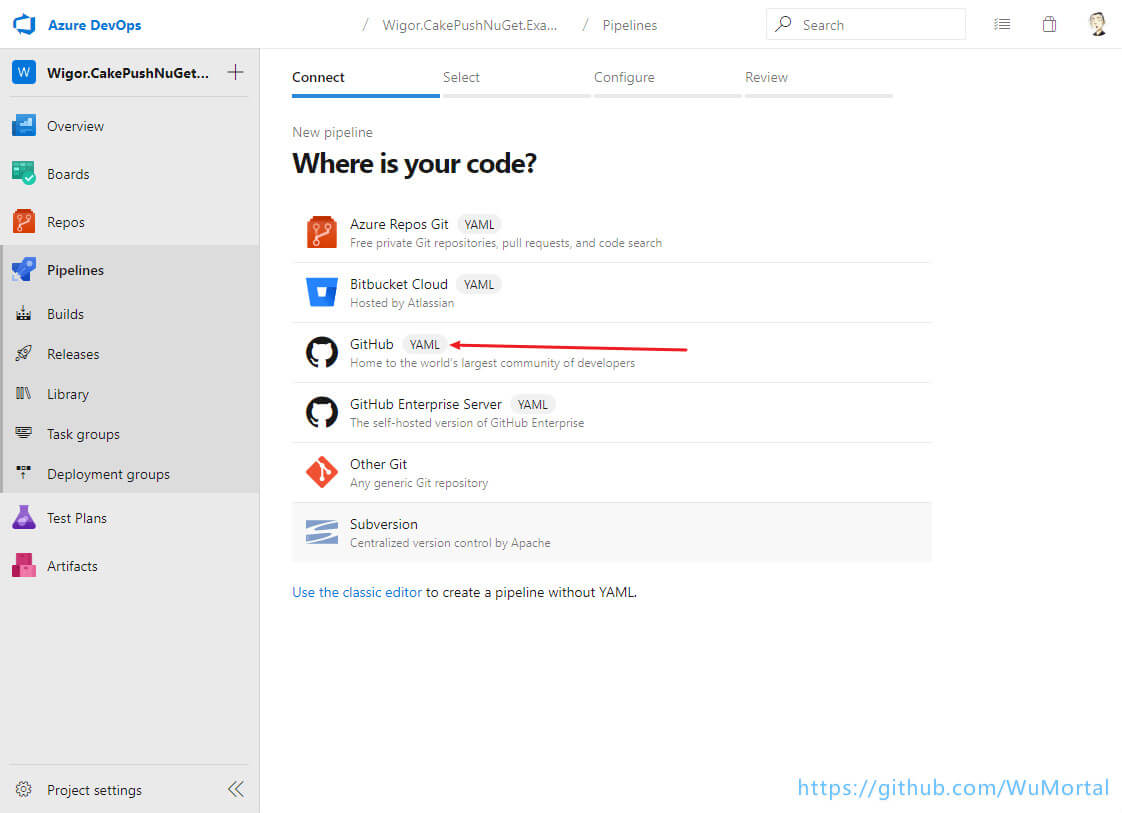 Azure DevOps / Wigor.CakePushNuGet.Exa... / Pipelines Search
W Wigor.CakePushNuGet... +
Overview
Boards
Repos
Pipelines
Builds
Releases
Library
Task groups
Deployment groups
Test Plans
Artifacts
Project settings
Connect Select Configure Review
New pipeline
Where is your code?
Azure Repos Git YAML
Free private Git repositories, pull requests, and code search
Bitbucket Cloud YAML
Hosted by Atlassian
GitHub YAML
Home to the world's largest community of developers
GitHub Enterprise Server YAML
The self-hosted version of GitHub Enterprise
Other Git
Any generic Git repository
Subversion
Centralized version control by Apache
Use the classic editor to create a pipeline without YAML.
https://github.com/WuMortal